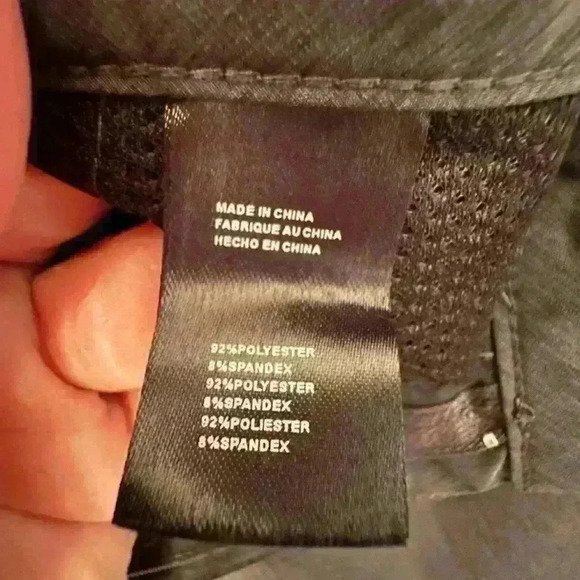 MADE IN CHINA
FABRIQUE AU CHINA
HECHO EN CHINA
92%POLYESTER
8%SPANDEX
92%POLYESTER
8%SPANDEX
92%POLIESTER
8%SPANDEX